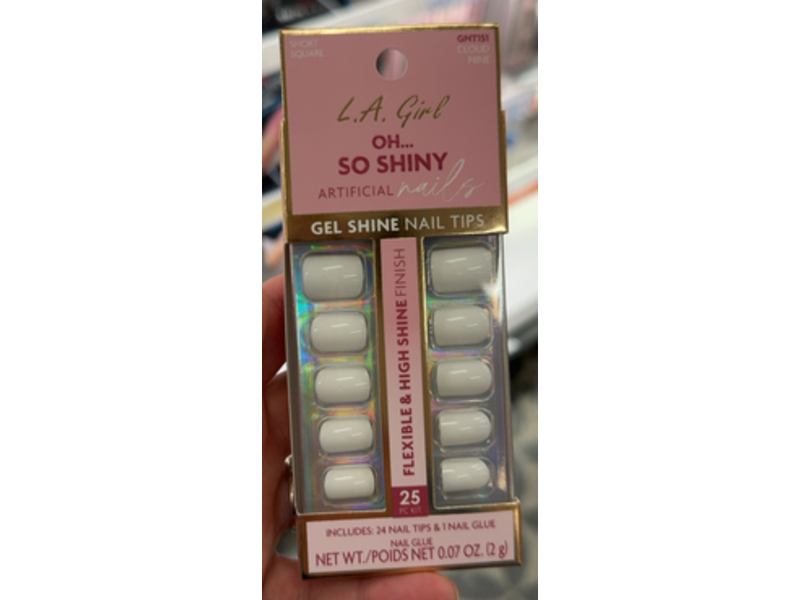 SHORT
SQUARE
GNT151
CLOUD
NINE
L.A. Girl
OH...
SO SHINY
ARTIFICIAL nails
GEL SHINE NAIL TIPS
FLEXIBLE & HIGH SHINE FINISH
25
PC KIT
INCLUDES: 24 NAIL TIPS & 1 NAIL GLUE
NAIL GLUE
NET WT./POIDS NET 0.07 OZ. (2 g)